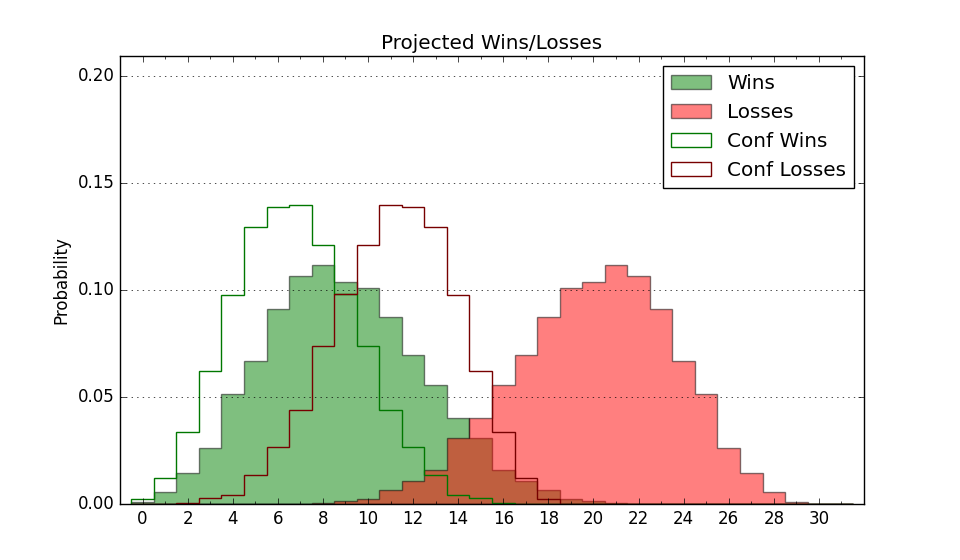 Projected Wins/Losses
Wins
Losses
Conf Wins
Conf Losses
Probability
0.20
0.15
0.10
0.05
0.00
0 2 4 6 8 10 12 14 16 18 20 22 24 26 28 30